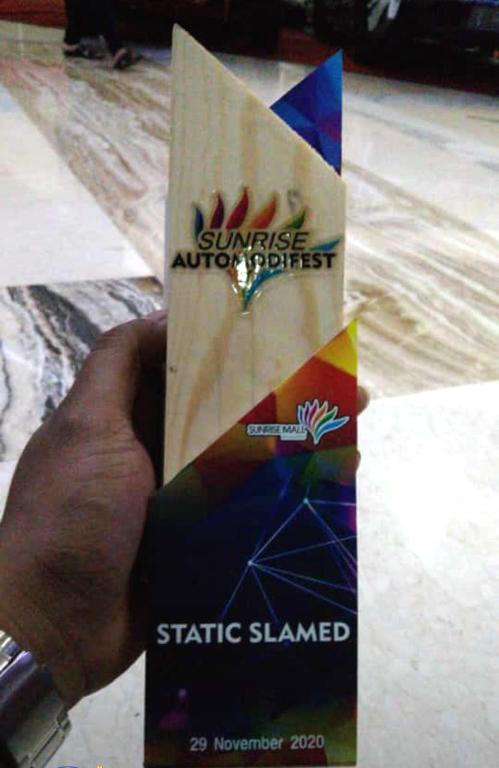 SUNRISE
AUTOMODIFEST
SUNRISE MALL
STATIC SLAMED
29 November 2020